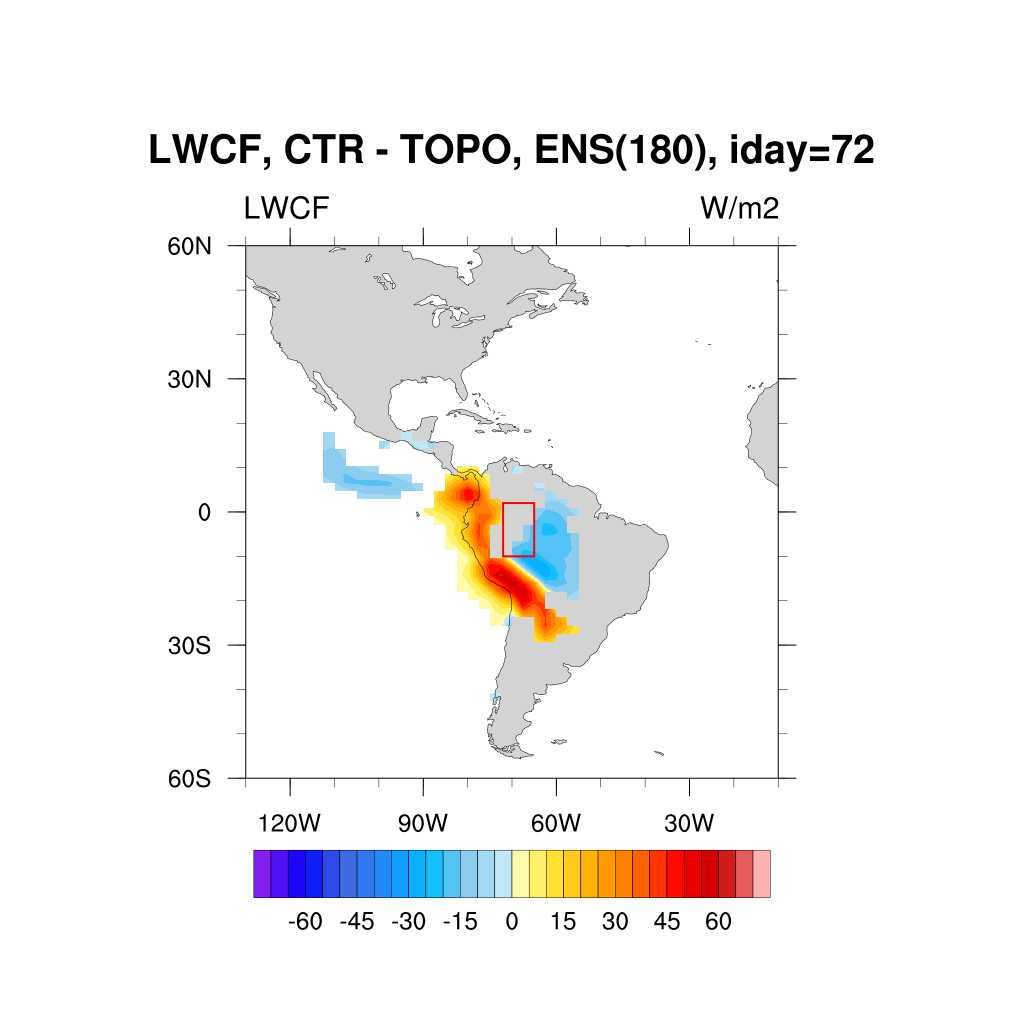 LWCF, CTR - TOPO, ENS(180), iday=72
LWCF W/m2
60N
30N
0
30S
60S
120W 90W 60W 30W
-60 -45 -30 -15 0 15 30 45 60